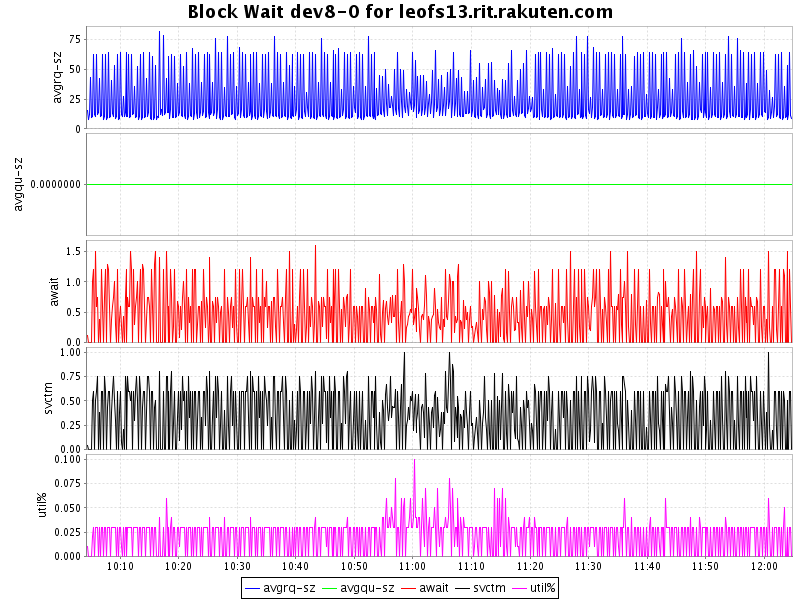 Block Wait dev8-0 for leofs13.rit.rakuten.com
avgrq-sz
75
50
25
0
avgqu-sz
0.0000000
await
1.5
1.0
0.5
0.0
svctm
1.00
0.75
0.50
0.25
0.00
util%
0.100
0.075
0.050
0.025
0.000
10:10 10:20 10:30 10:40 10:50 11:00 11:10 11:20 11:30 11:40 11:50 12:00
avgrq-sz avgqu-sz await svctm util%